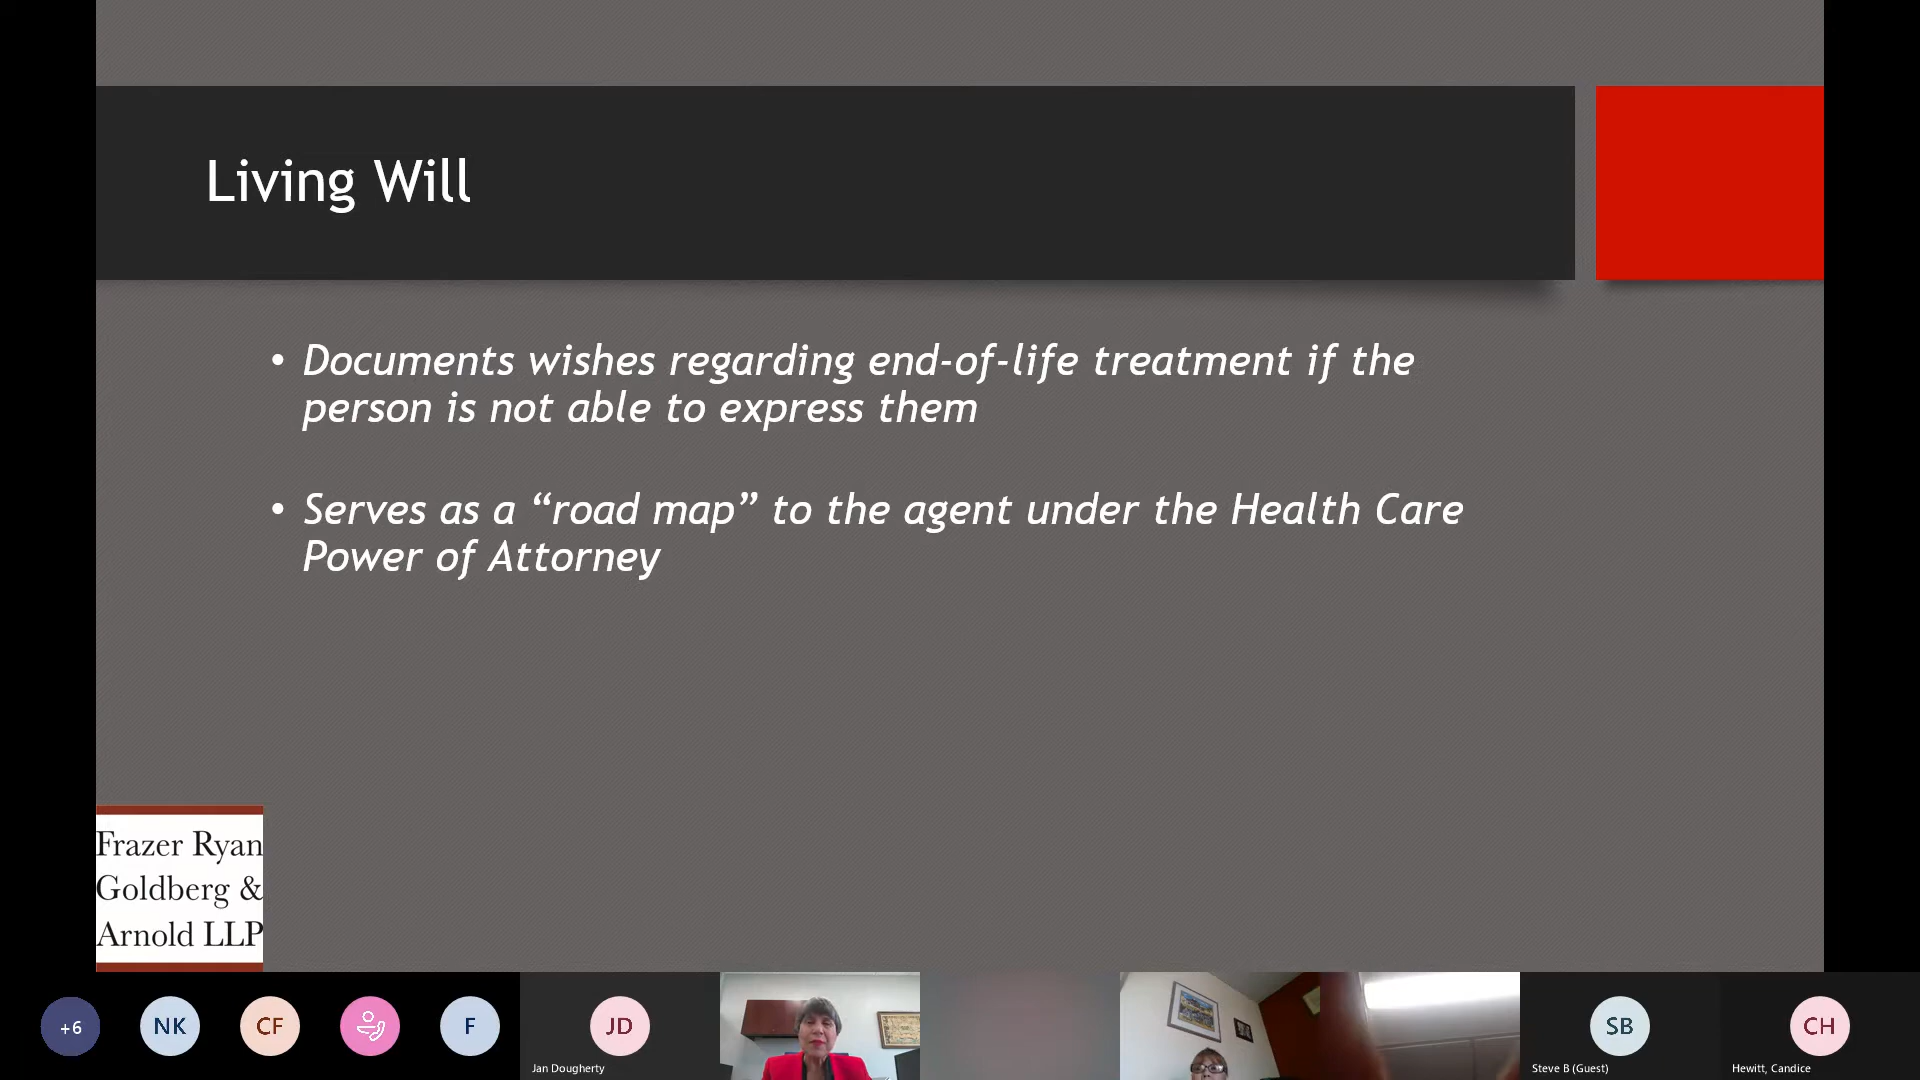 Living Will
• Documents wishes regarding end-of-life treatment if the
person is not able to express them
• Serves as a “road map” to the agent under the Health Care
Power of Attorney
Frazer Ryan
Goldberg &
Arnold LLP
+6
NK
CF
F
JD
SB
CH
Jan Dougherty
Steve B (Guest)
Hewitt, Candice